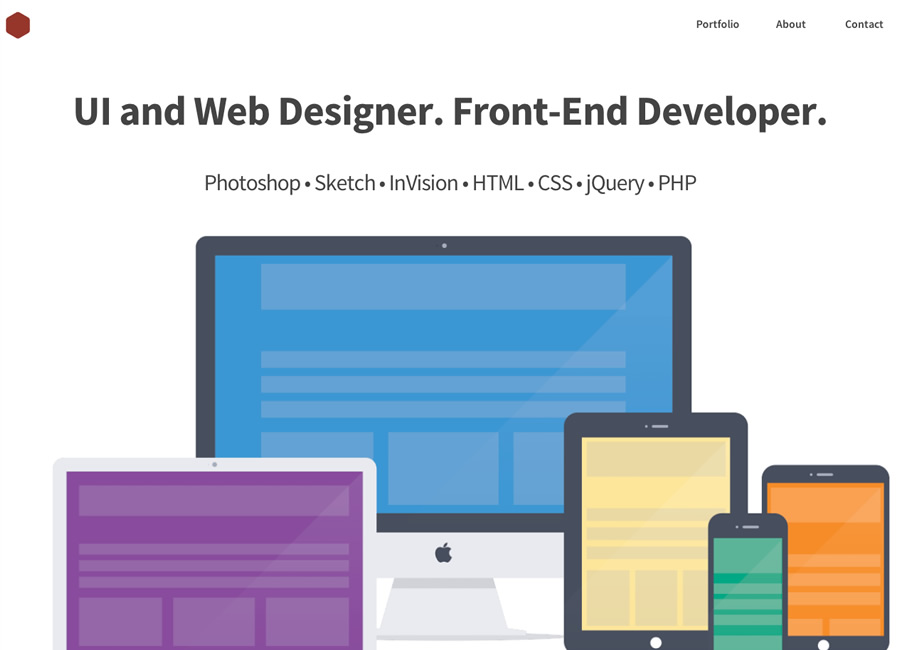 Portfolio About Contact
UI and Web Designer. Front-End Developer.
Photoshop • Sketch • InVision • HTML • CSS • jQuery • PHP